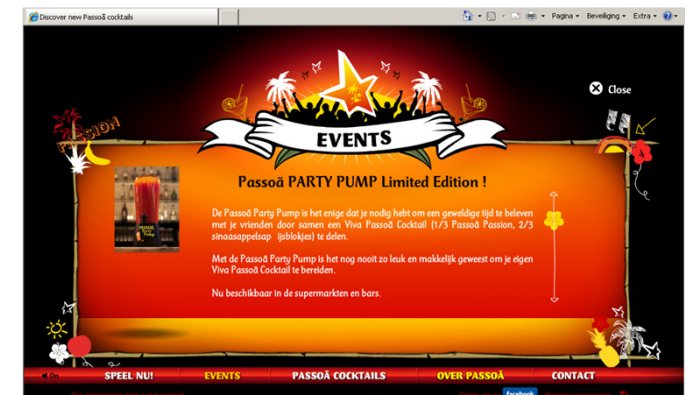 Discover new Passoã cocktails
Pagina Beveiliging Extra
Close
PASSION
EVENTS
Passoã PARTY PUMP Limited Edition !
De Passoã Party Pump is het enige dat je nodig hebt om een geweldige tijd te beleven
met je vrienden door samen een Viva Passoã Cocktail (1/3 Passoã Passion, 2/3
sinaasappelsap ijsblokjes) te delen.
Met de Passoã Party Pump is het nog nooit zo leuk en makkelijk geweest om je eigen
Viva Passoã Cocktail te bereiden.
Nu beschikbaar in de supermarkten en bars.
On SPEEL NU! EVENTS PASSOÃ COCKTAILS OVER PASSOÃ CONTACT
facebook